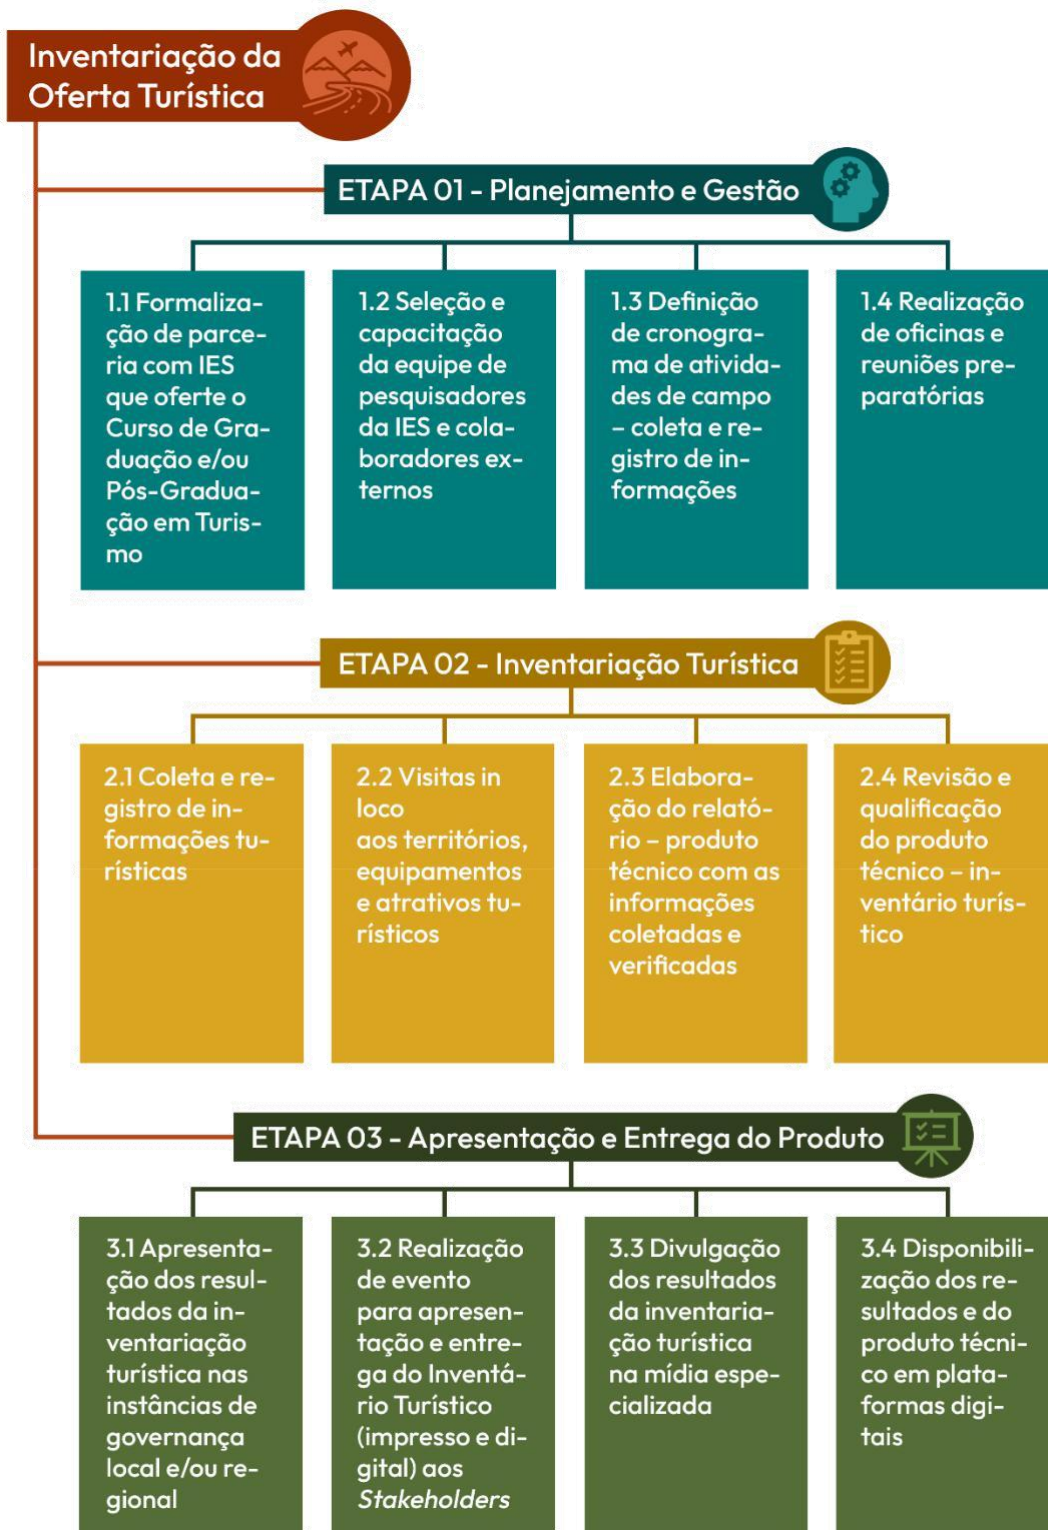 Inventariação da
Oferta Turística
ETAPA 01 - Planejamento e Gestão
1.1 Formaliza-
ção de parce-
ria com IES
que oferte o
Curso de Gra-
duação e/ou
Pós-Gradua-
ção em Turis-
mo
1.2 Seleção e
capacitação
da equipe de
pesquisadores
da IES e cola-
boradores ex-
ternos
1.3 Definição
de cronogra-
ma de ativida-
des de campo
– coleta e re-
gistro de in-
formações
1.4 Realização
de oficinas e
reuniões pre-
paratórias
ETAPA 02 - Inventariação Turística
2.1 Coleta e re-
gistro de in-
formações tu-
rísticas
2.2 Visitas in
loco
aos territórios,
equipamentos
e atrativos tu-
rísticos
2.3 Elabora-
ção do relató-
rio – produto
técnico com as
informações
coletadas e
verificadas
2.4 Revisão e
qualificação
do produto
técnico – in-
ventário turís-
tico
ETAPA 03 - Apresentação e Entrega do Produto
3.1 Apresenta-
ção dos resul-
tados da in-
ventariação
turística nas
instâncias de
governança
local e/ou re-
gional
3.2 Realização
de evento
para apresen-
tação e entre-
ga do Inventá-
rio Turístico
(impresso e di-
gital) aos
Stakeholders
3.3 Divulgação
dos resultados
da inventaria-
ção turística
na mídia espe-
cializada
3.4 Disponibili-
zação dos re-
sultados e do
produto técni-
co em plata-
formas digi-
tais